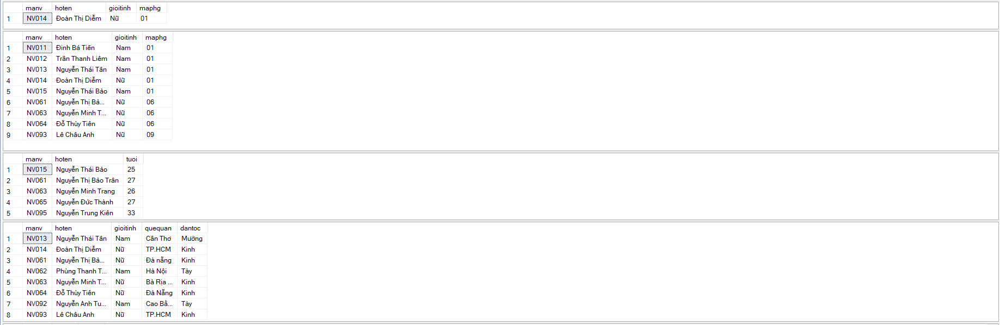 manv hoten gioitinh maphg
1 NV014 Đoàn Thị Diễm Nữ 01
manv hoten gioitinh maphg
1 NV011 Đinh Bá Tiến Nam 01
2 NV012 Trần Thanh Liêm Nam 01
3 NV013 Nguyễn Thái Tân Nam 01
4 NV014 Đoàn Thị Diễm Nữ 01
5 NV015 Nguyễn Thái Bảo Nam 01
6 NV061 Nguyễn Thị Bả... Nữ 06
7 NV063 Nguyễn Minh T... Nữ 06
8 NV064 Đỗ Thùy Tiên Nữ 06
9 NV093 Lê Châu Anh Nữ 09
manv hoten tuoi
1 NV015 Nguyễn Thái Bảo 25
2 NV061 Nguyễn Thị Bảo Trân 27
3 NV063 Nguyễn Minh Trang 26
4 NV065 Nguyễn Đức Thành 27
5 NV095 Nguyễn Trung Kiên 33
manv hoten gioitinh quequan dantoc
1 NV013 Nguyễn Thái Tân Nam Cần Thơ Mường
2 NV014 Đoàn Thị Diễm Nữ TP.HCM Kinh
3 NV061 Nguyễn Thị Bả... Nữ Đà nẵng Kinh
4 NV062 Phùng Thanh T... Nam Hà Nội Tày
5 NV063 Nguyễn Minh T... Nữ Bà Rịa ... Kinh
6 NV064 Đỗ Thùy Tiên Nữ Đà Nẵng Kinh
7 NV092 Nguyễn Anh Tu... Nam Cao Bằ... Tày
8 NV093 Lê Châu Anh Nữ TP.HCM Kinh